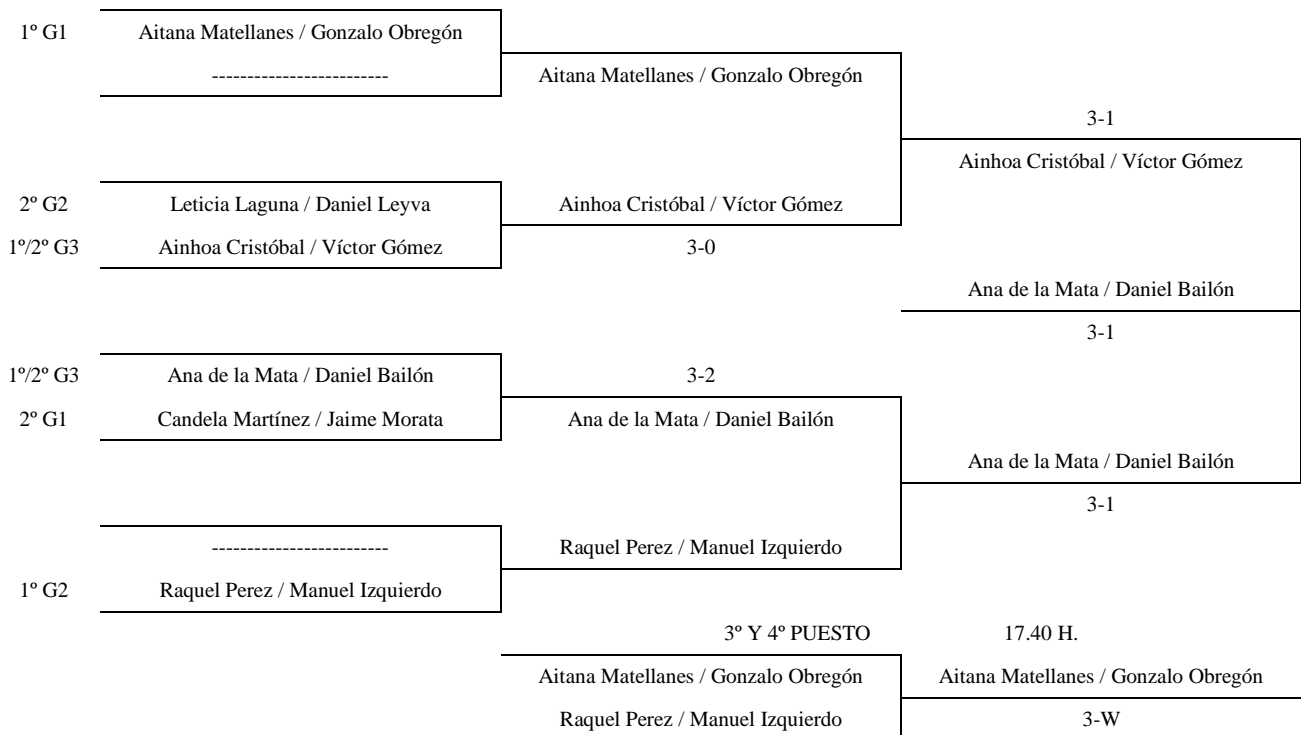 1º G1 Aitana Matellanes / Gonzalo Obregón
------------------------- Aitana Matellanes / Gonzalo Obregón
3-1
Ainhoa Cristóbal / Víctor Gómez
2º G2 Leticia Laguna / Daniel Leyva Ainhoa Cristóbal / Víctor Gómez
1º/2º G3 Ainhoa Cristóbal / Víctor Gómez 3-0
Ana de la Mata / Daniel Bailón
3-1
1º/2º G3 Ana de la Mata / Daniel Bailón 3-2
2º G1 Candela Martínez / Jaime Morata Ana de la Mata / Daniel Bailón
Ana de la Mata / Daniel Bailón
3-1
------------------------- Raquel Perez / Manuel Izquierdo
1º G2 Raquel Perez / Manuel Izquierdo
3º Y 4º PUESTO 17.40 H.
Aitana Matellanes / Gonzalo Obregón Aitana Matellanes / Gonzalo Obregón
Raquel Perez / Manuel Izquierdo 3-W